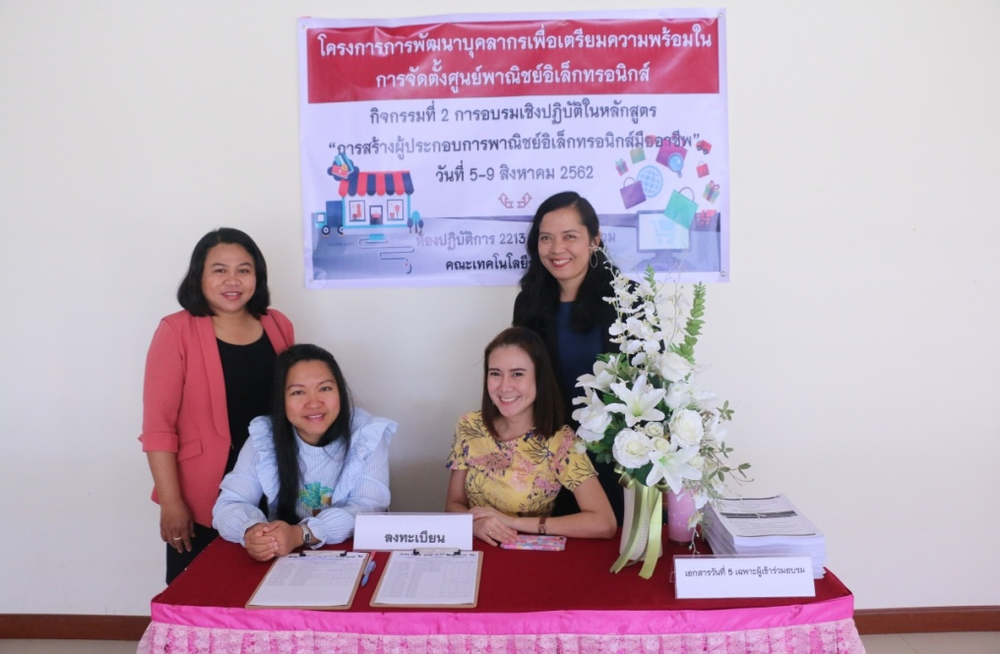 โครงการการพัฒนาบุคลากรเพื่อเตรียมความพร้อมใน
การจัดตั้งศูนย์พาณิชย์อิเล็กทรอนิกส์
กิจกรรมที่ 2 การอบรมเชิงปฏิบัติในหลักสูตร
“การสร้างผู้ประกอบการพาณิชย์อิเล็กทรอนิกส์มืออาชีพ”
วันที่ 5-9 สิงหาคม 2562
ห้องปฏิบัติการ 2213
คณะเทคโนโลยี
ลงทะเบียน
เอกสารวันที่ 5 เฉพาะผู้เข้าร่วมอบรม